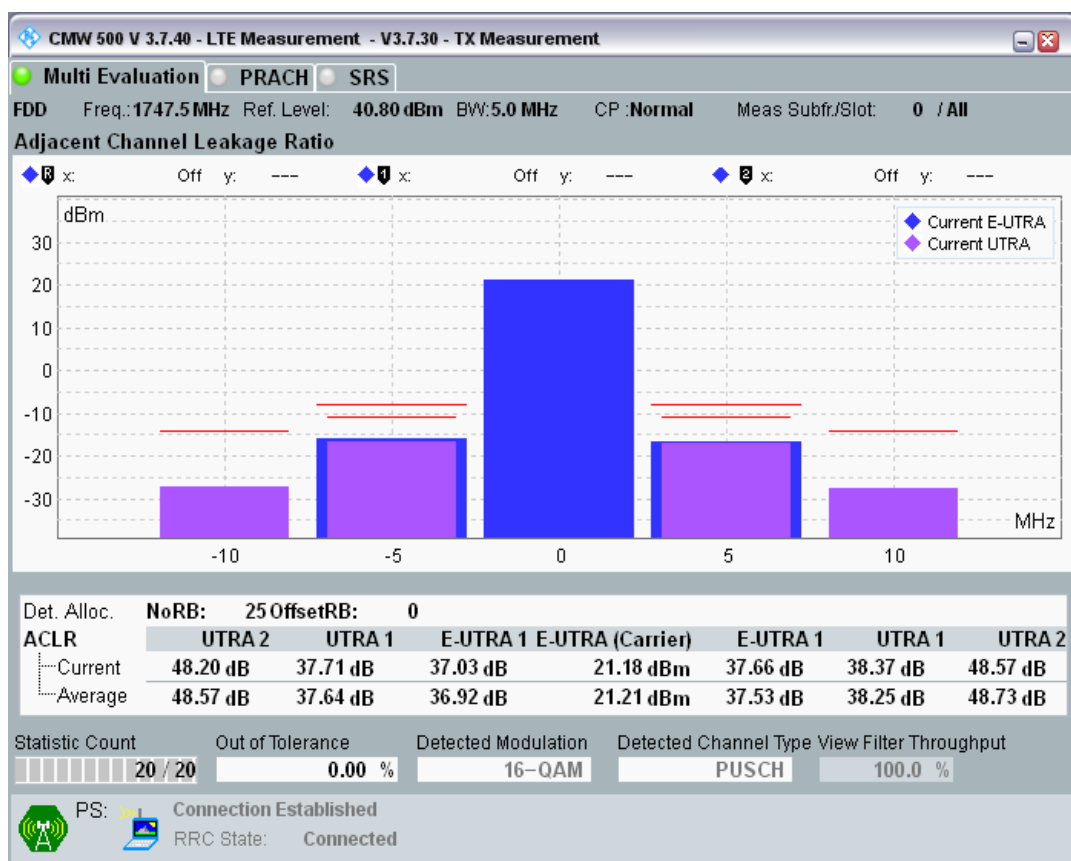 CMW 500 V 3.7.40 - LTE Measurement - V3.7.30 - TX Measurement
Multi Evaluation PRACH SRS
FDD Freq.: 1747.5 MHz Ref. Level: 40.80 dBm BW: 5.0 MHz CP : Normal Meas Subfr./Slot: 0 / All
Adjacent Channel Leakage Ratio
R x: Off y: --- 1 x: Off y: --- 2 x: Off y: ---
dBm
Current E-UTRA
Current UTRA
30
20
10
0
-10
-20
-30
MHz
-10 -5 0 5 10
Det. Alloc. NoRB: 25 OffsetRB: 0
ACLR UTRA 2 UTRA 1 E-UTRA 1 E-UTRA (Carrier) E-UTRA 1 UTRA 1 UTRA 2
Current 48.20 dB 37.71 dB 37.03 dB 21.18 dBm 37.66 dB 38.37 dB 48.57 dB
Average 48.57 dB 37.64 dB 36.92 dB 21.21 dBm 37.53 dB 38.25 dB 48.73 dB
Statistic Count Out of Tolerance Detected Modulation Detected Channel Type View Filter Throughput
20 / 20 0.00 % 16-QAM PUSCH 100.0 %
PS: Connection Established
RRC State: Connected